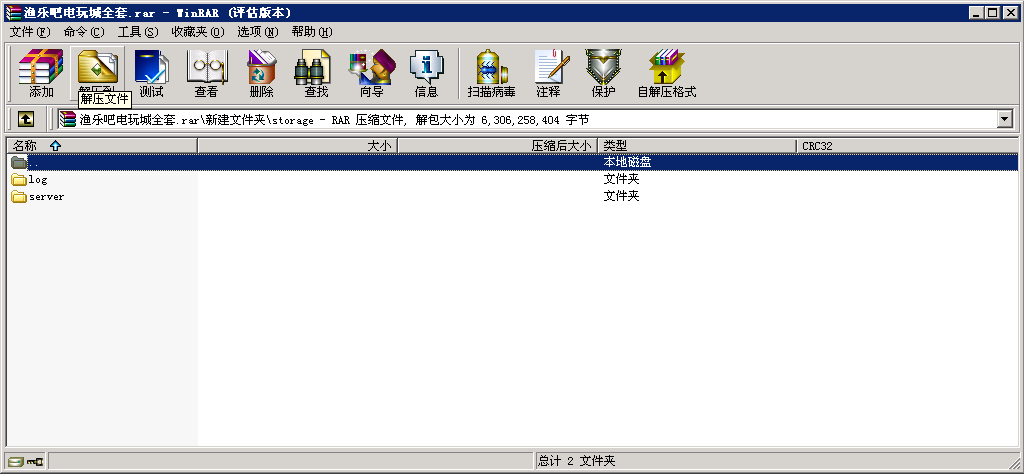 渔乐吧电玩城全套.rar - WinRAR (评估版本)
文件(F) 命令(C) 工具(S) 收藏夹(O) 选项(N) 帮助(H)
添加 解压到 测试 查看 删除 查找 向导 信息 扫描病毒 注释 保护 自解压格式
解压文件
渔乐吧电玩城全套.rar\新建文件夹\storage - RAR 压缩文件, 解包大小为 6,306,258,404 字节
名称 大小 压缩后大小 类型 CRC32
.. 本地磁盘
log 文件夹
server 文件夹
总计 2 文件夹